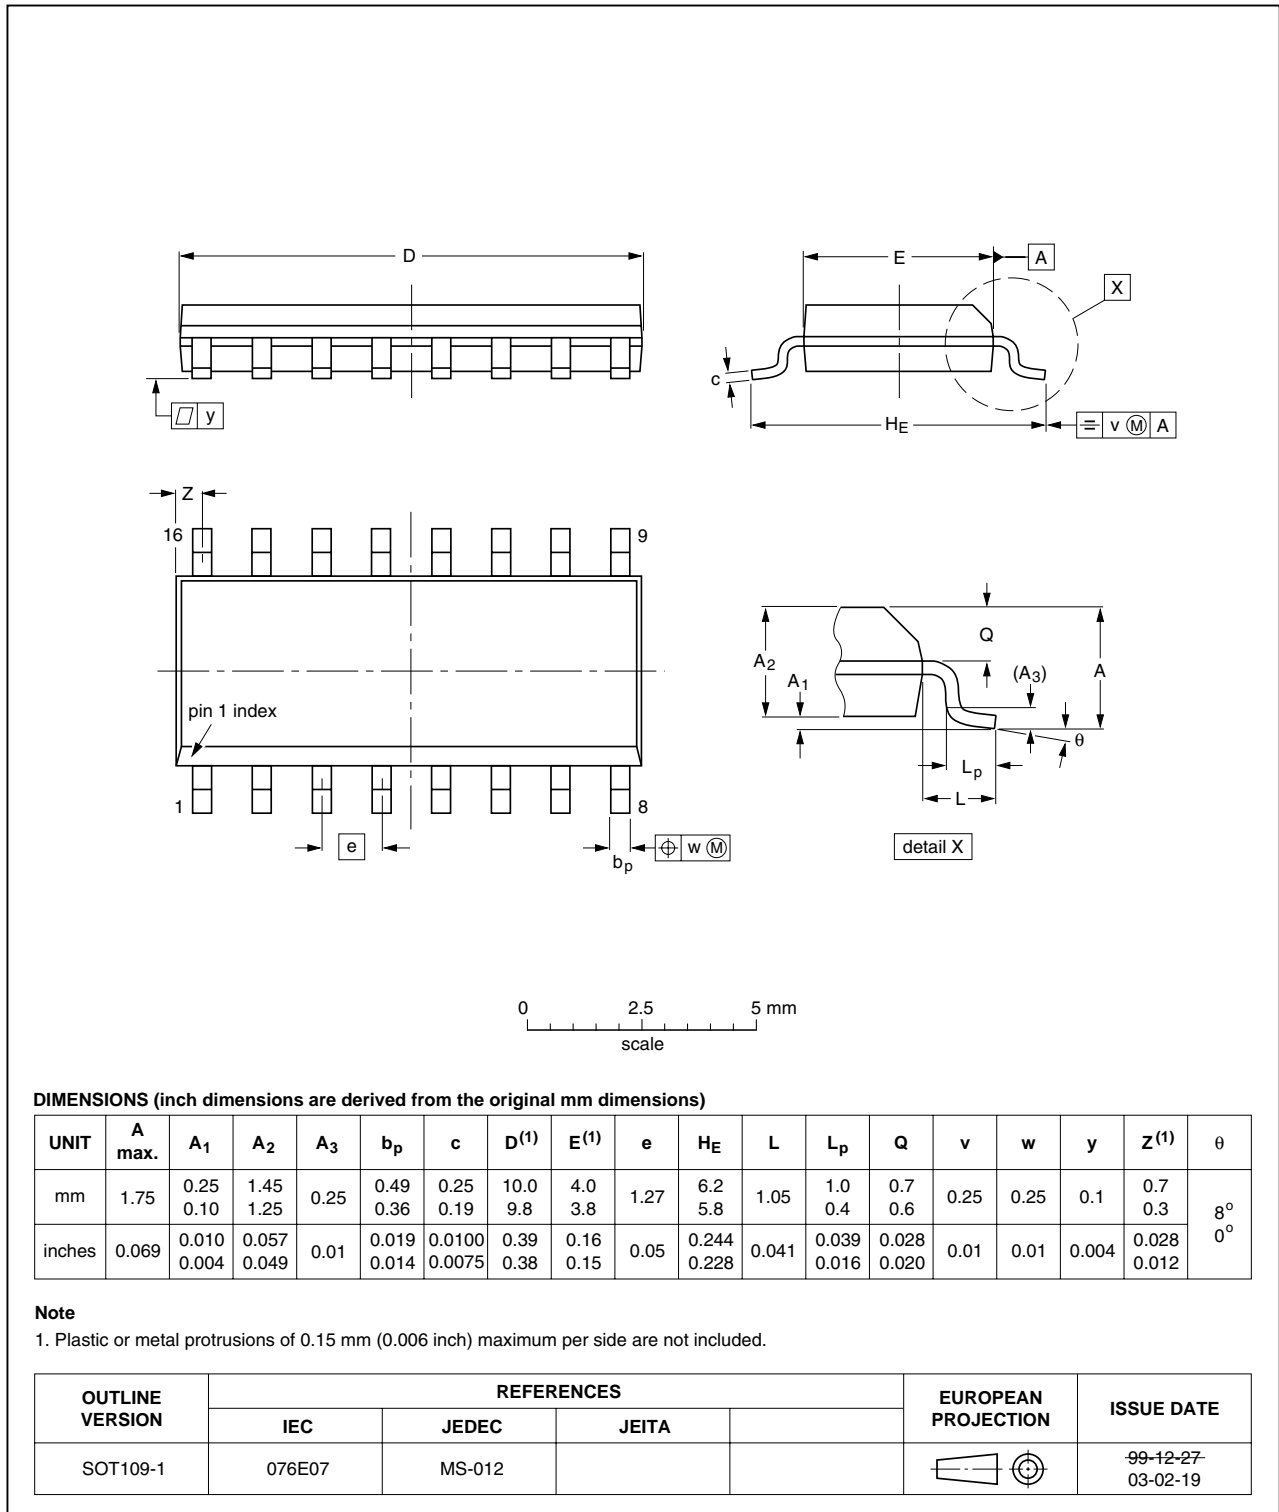 D
E
A
X
c
y
HE
v M A
Z
16
9
pin 1 index
1
8
e
bp
w M
Q
A2
A1
(A3)
A
θ
Lp
L
detail X
0 2.5 5 mm
scale
DIMENSIONS (inch dimensions are derived from the original mm dimensions)
UNIT A max. A1 A2 A3 bp c D(1) E(1) e HE L Lp Q v w y Z(1) θ
mm 1.75 0.25 0.10 1.45 1.25 0.25 0.49 0.36 0.25 0.19 10.0 9.8 4.0 3.8 1.27 6.2 5.8 1.05 1.0 0.4 0.7 0.6 0.25 0.25 0.1 0.7 0.3 8° 0°
inches 0.069 0.010 0.004 0.057 0.049 0.01 0.019 0.014 0.0100 0.0075 0.39 0.38 0.16 0.15 0.05 0.244 0.228 0.041 0.039 0.016 0.028 0.020 0.01 0.01 0.004 0.028 0.012
Note
1. Plastic or metal protrusions of 0.15 mm (0.006 inch) maximum per side are not included.
OUTLINE VERSION REFERENCES EUROPEAN PROJECTION ISSUE DATE
IEC JEDEC JEITA
SOT109-1 076E07 MS-012 99-12-27
03-02-19